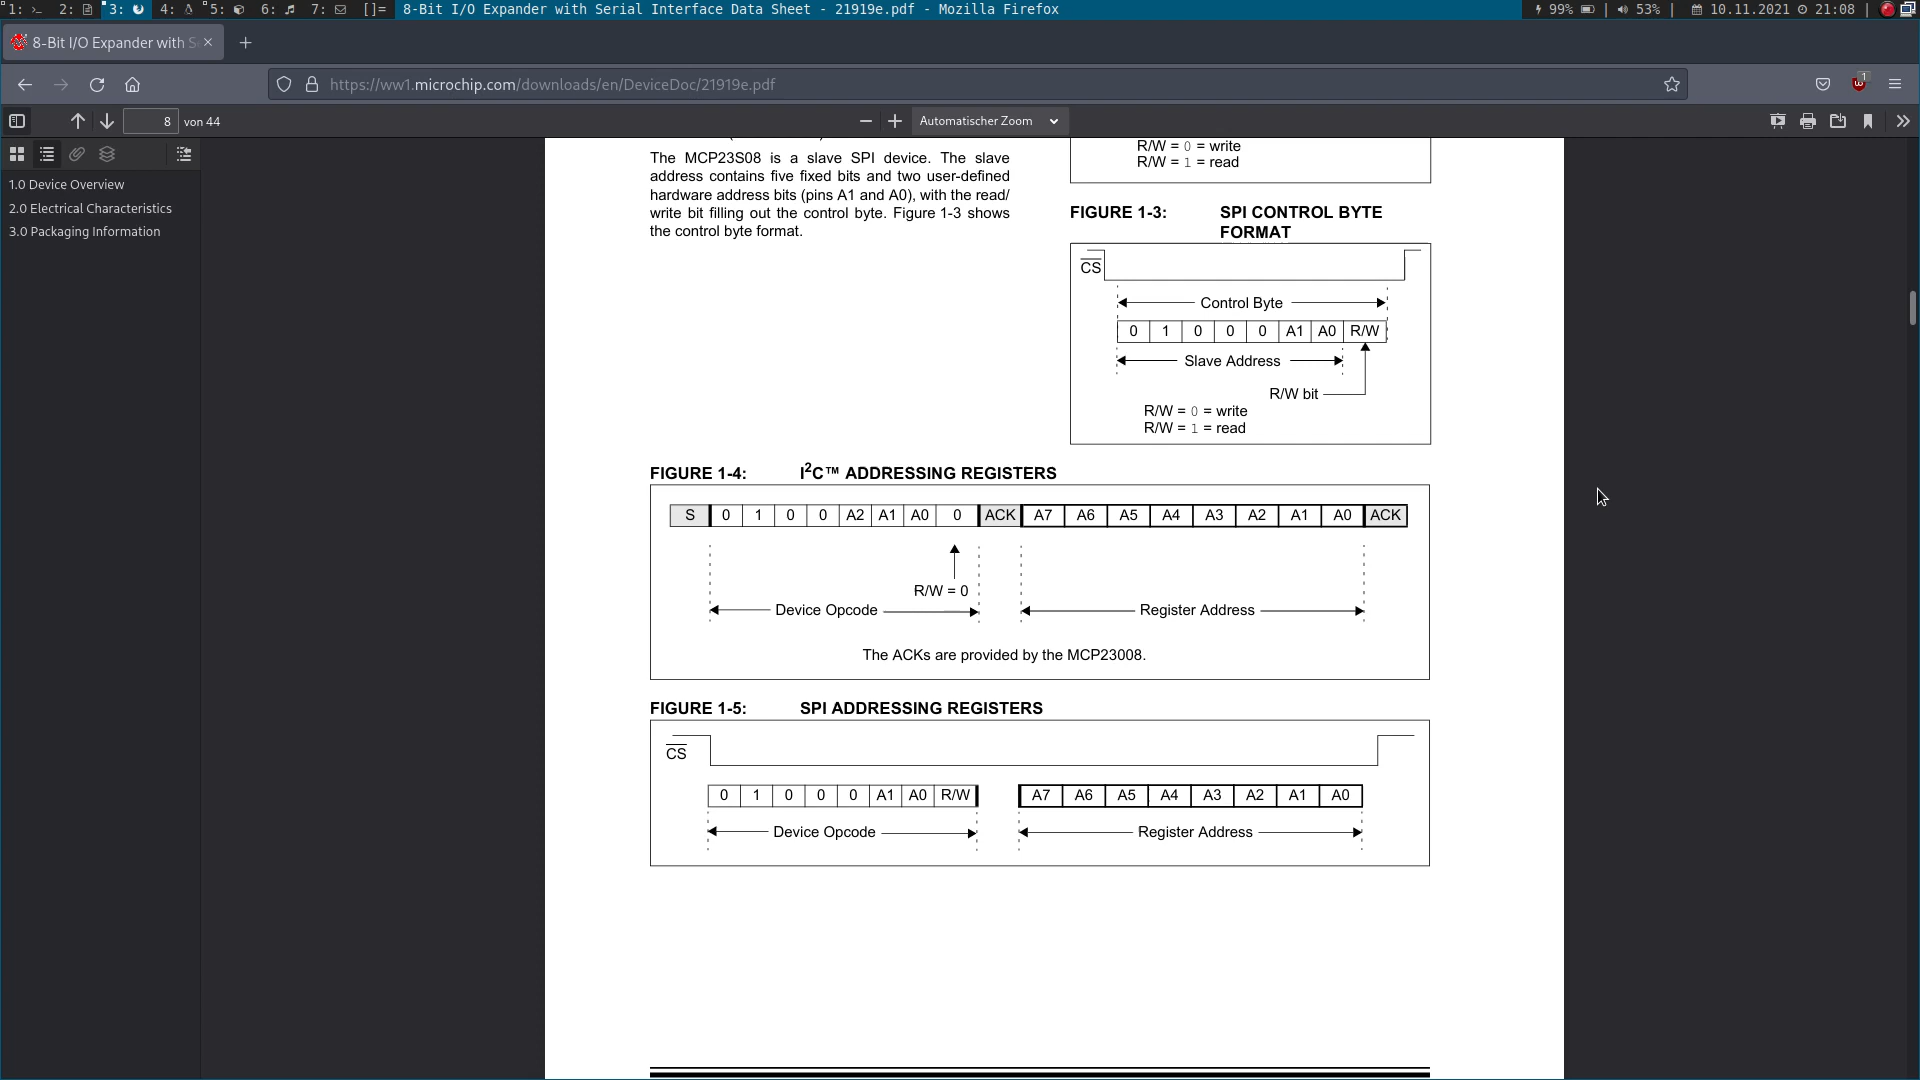 1: 2: 3: 4: 5: 6: 7: []= 8-Bit I/O Expander with Serial Interface Data Sheet - 21919e.pdf - Mozilla Firefox 99% | 53% | 10.11.2021 21:08 |
8-Bit I/O Expander with S
https://ww1.microchip.com/downloads/en/DeviceDoc/21919e.pdf 1
8 von 44 Automatischer Zoom
1.0 Device Overview
2.0 Electrical Characteristics
3.0 Packaging Information
The MCP23S08 is a slave SPI device. The slave
address contains five fixed bits and two user-defined
hardware address bits (pins A1 and A0), with the read/
write bit filling out the control byte. Figure 1-3 shows
the control byte format.
R/W = 0 = write
R/W = 1 = read
FIGURE 1-3: SPI CONTROL BYTE
FORMAT
CS
Control Byte
0 1 0 0 0 A1 A0 R/W
Slave Address
R/W bit
R/W = 0 = write
R/W = 1 = read
FIGURE 1-4: I2C™ ADDRESSING REGISTERS
S 0 1 0 0 A2 A1 A0 0 ACK A7 A6 A5 A4 A3 A2 A1 A0 ACK
R/W = 0
Device Opcode Register Address
The ACKs are provided by the MCP23008.
FIGURE 1-5: SPI ADDRESSING REGISTERS
CS
0 1 0 0 0 A1 A0 R/W A7 A6 A5 A4 A3 A2 A1 A0
Device Opcode Register Address